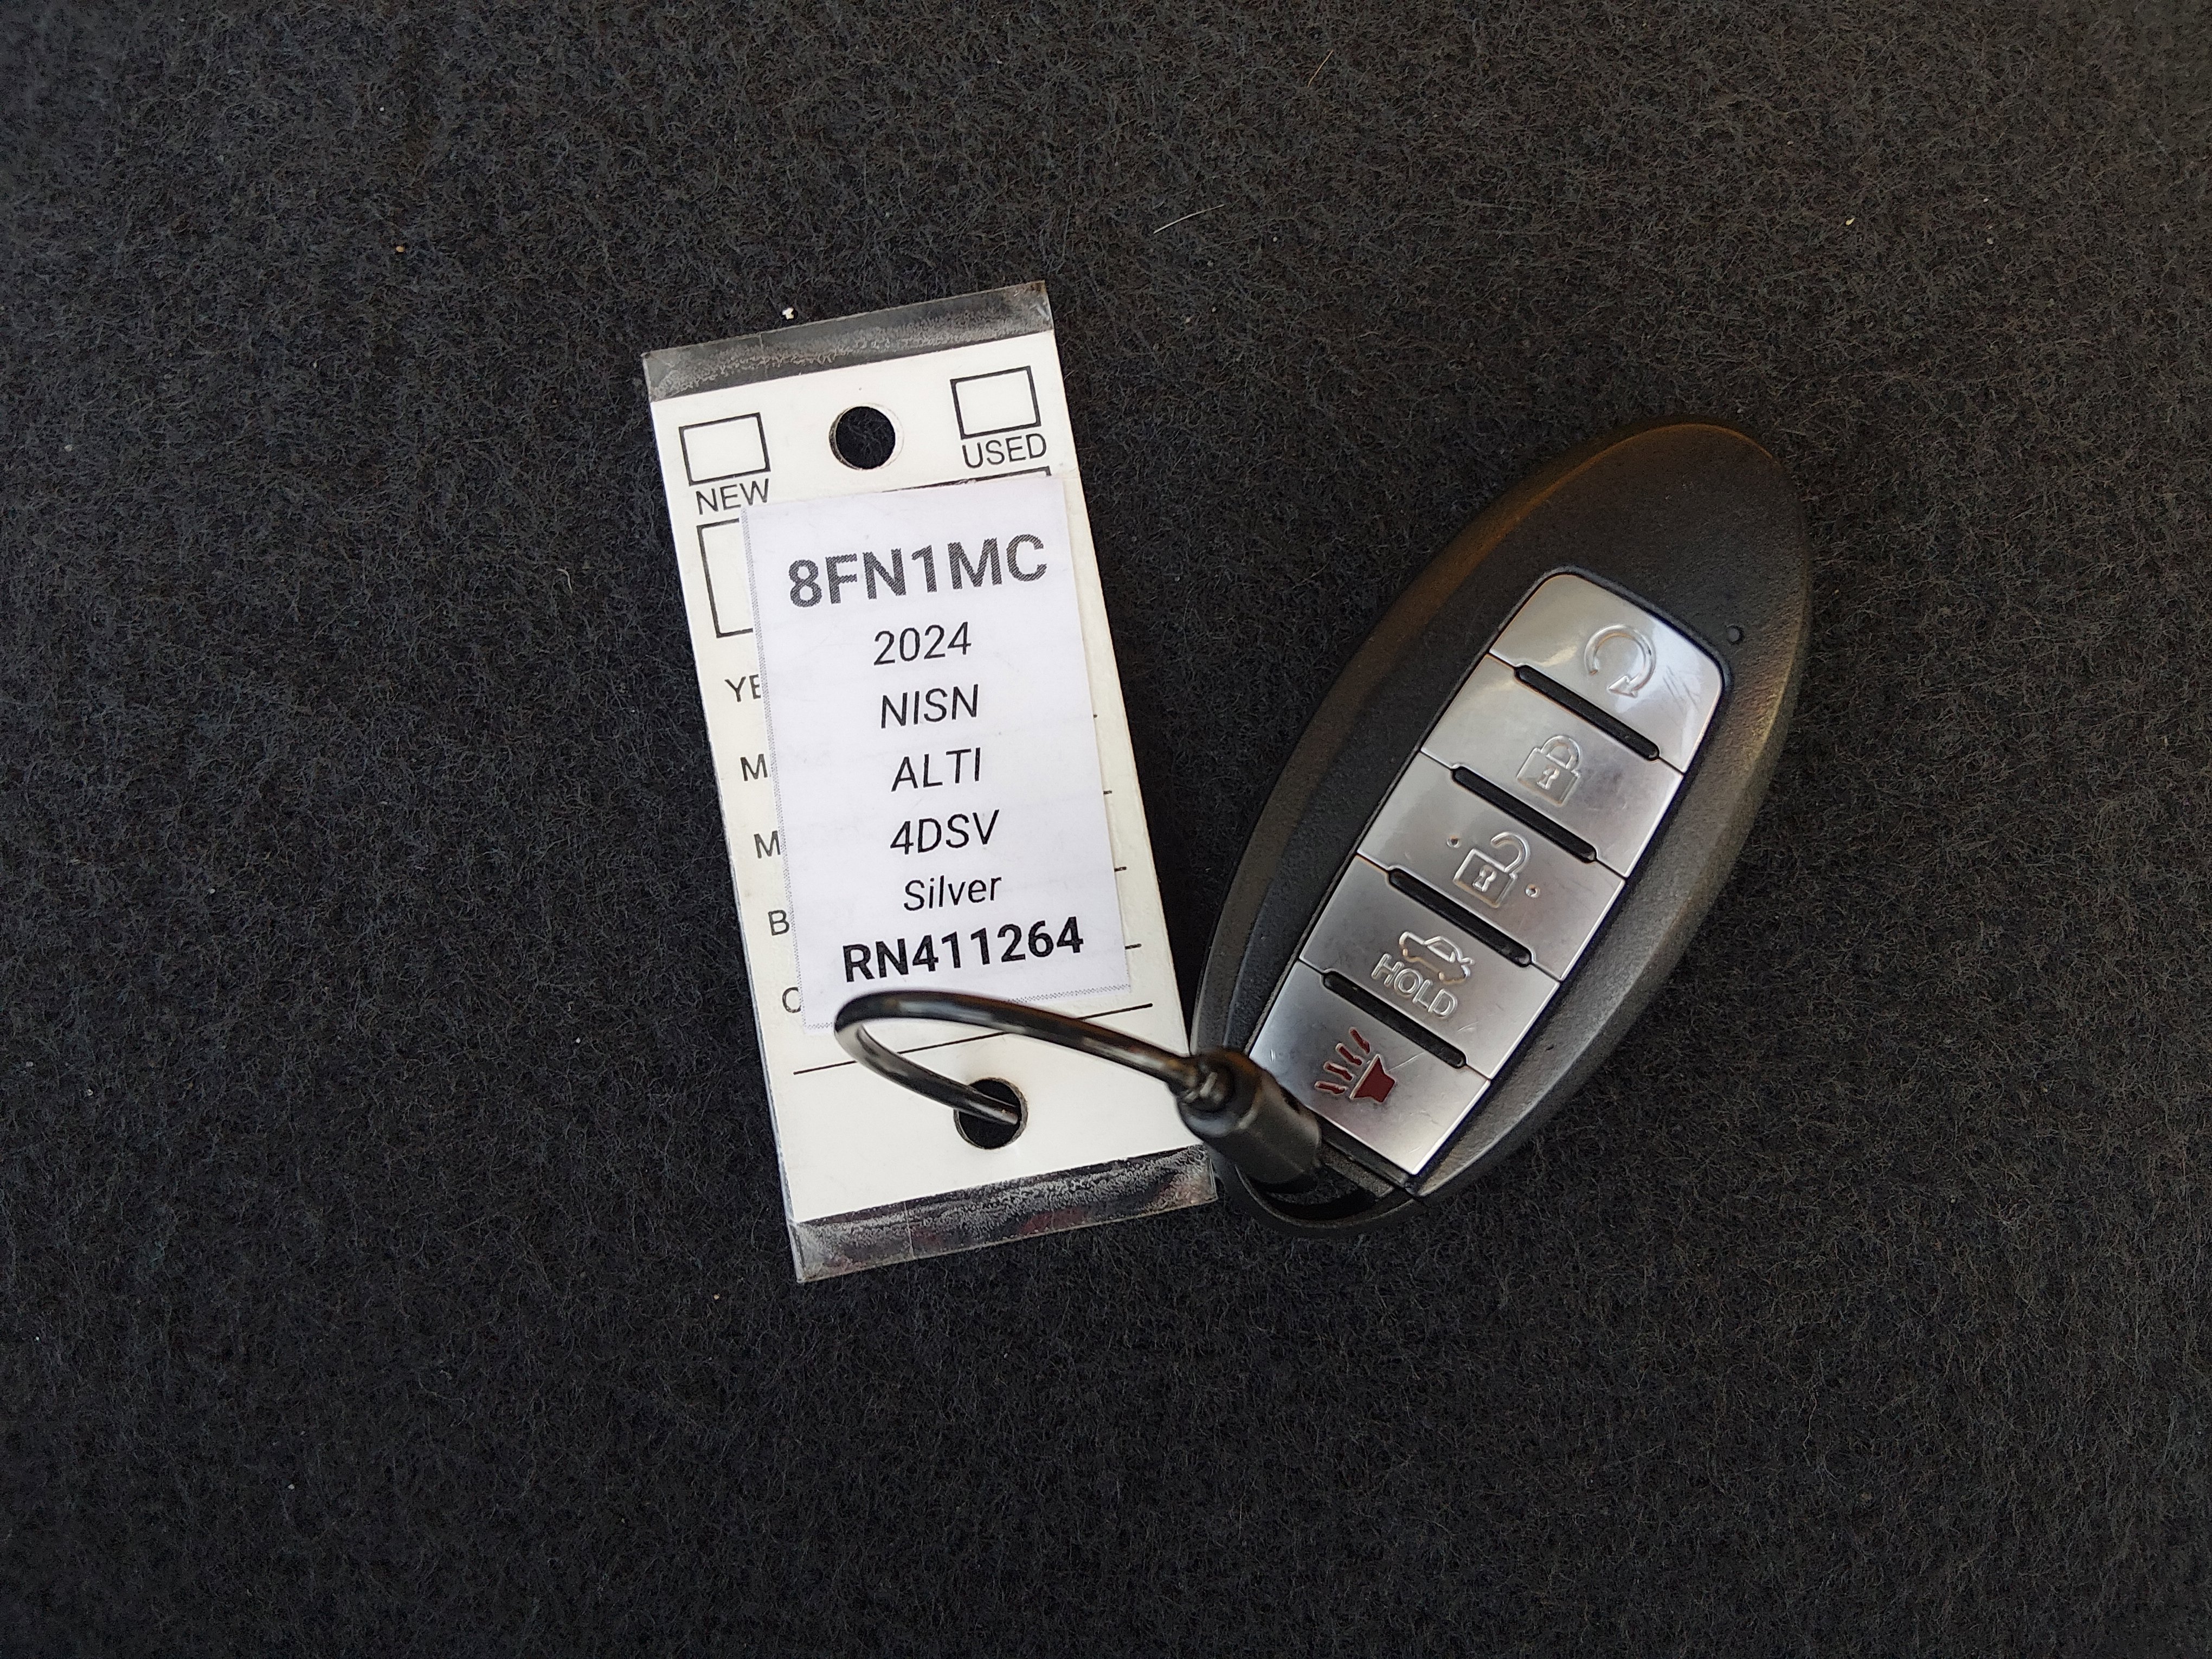 NEW
USED
8FN1MC
2024
NISN
ALTI
4DSV
Silver
RN411264
HOLD